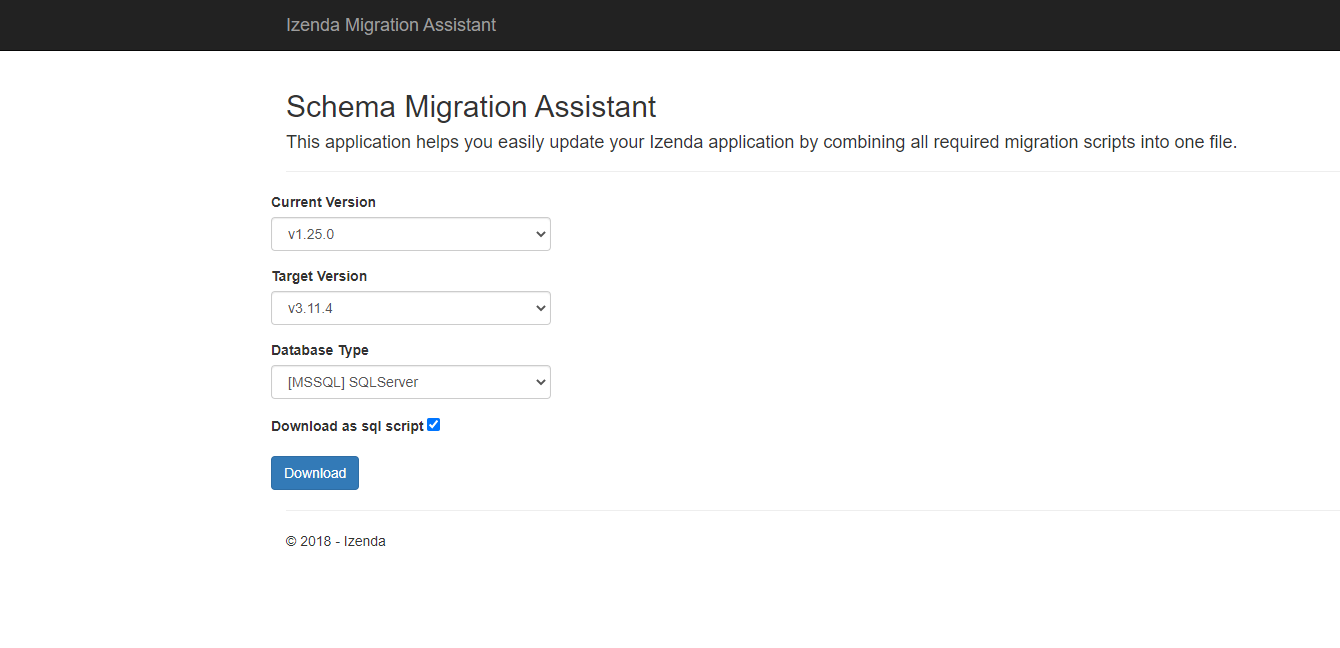 Izenda Migration Assistant
Schema Migration Assistant
This application helps you easily update your Izenda application by combining all required migration scripts into one file.
Current Version
v1.25.0
Target Version
v3.11.4
Database Type
[MSSQL] SQLServer
Download as sql script
Download
© 2018 - Izenda